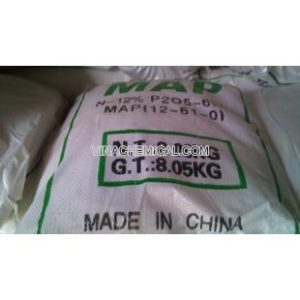 MAP
N-12% P2O5-6
MAP(12-61-0)
VINACHEMICAL.COM
G.T.:8.05KG
MADE IN CHINA